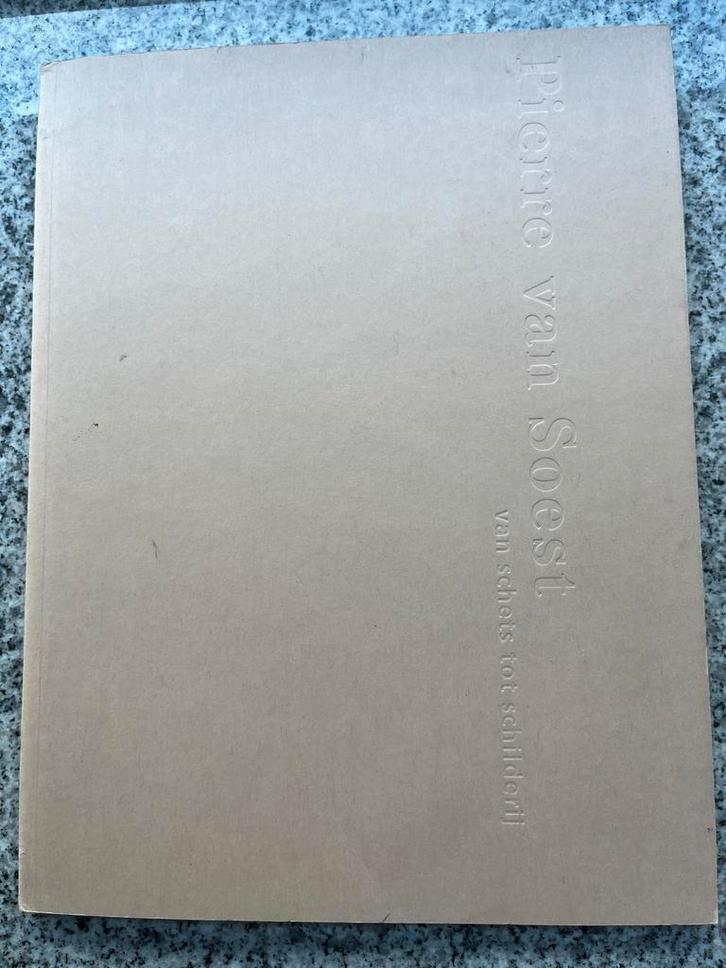 Pierre van Soest
van schets tot schilderij